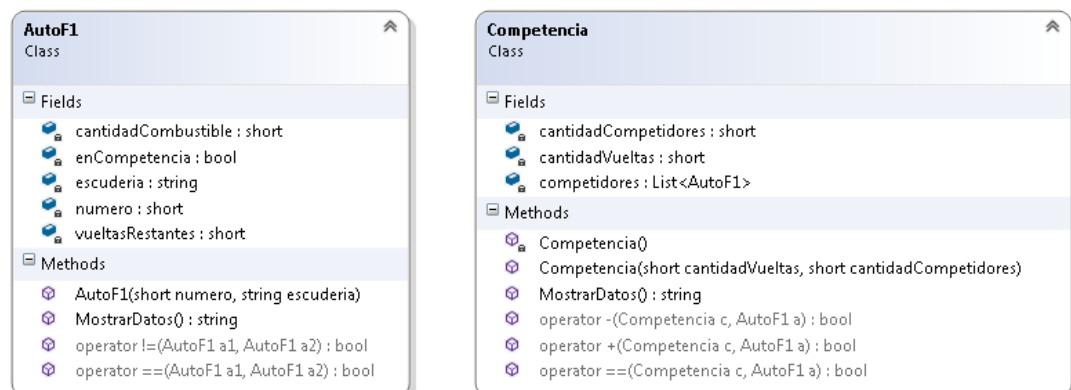 AutoF1
Class
Fields
cantidadCombustible : short
enCompetencia : bool
escuderia : string
numero : short
vueltasRestantes : short
Methods
AutoF1(short numero, string escuderia)
MostrarDatos() : string
operator !=(AutoF1 a1, AutoF1 a2) : bool
operator ==(AutoF1 a1, AutoF1 a2) : bool
Competencia
Class
Fields
cantidadCompetidores : short
cantidadVueltas : short
competidores : List<AutoF1>
Methods
Competencia()
Competencia(short cantidadVueltas, short cantidadCompetidores)
MostrarDatos() : string
operator -(Competencia c, AutoF1 a) : bool
operator +(Competencia c, AutoF1 a) : bool
operator ==(Competencia c, AutoF1 a) : bool